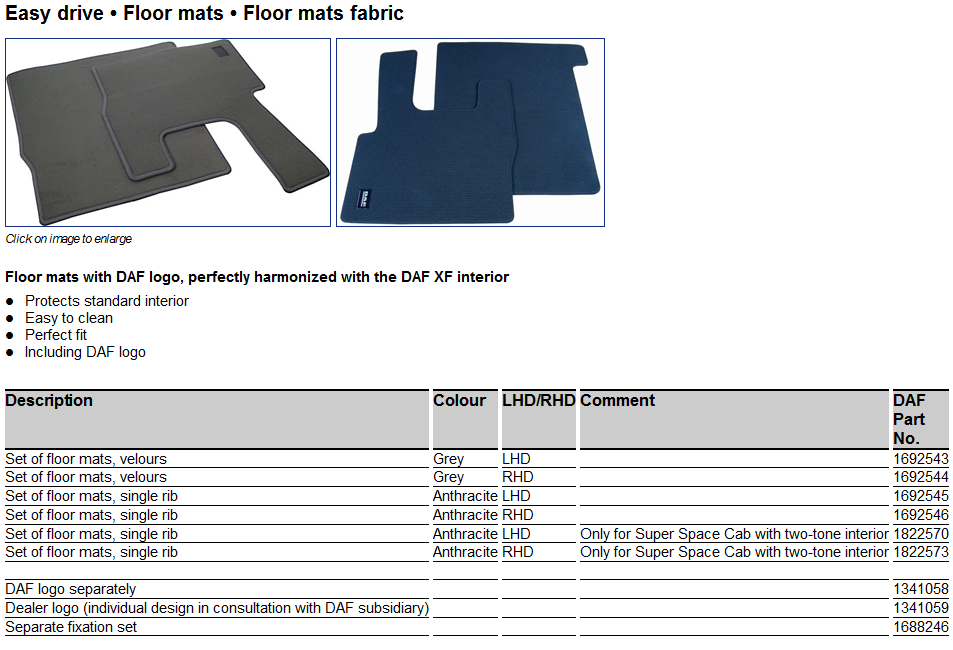 Easy drive • Floor mats • Floor mats fabric
Click on image to enlarge
Floor mats with DAF logo, perfectly harmonized with the DAF XF interior
● Protects standard interior
● Easy to clean
● Perfect fit
● Including DAF logo
Description Colour LHD/RHD Comment DAF
Part
No.
Set of floor mats, velours Grey LHD 1692543
Set of floor mats, velours Grey RHD 1692544
Set of floor mats, single rib Anthracite LHD 1692545
Set of floor mats, single rib Anthracite RHD 1692546
Set of floor mats, single rib Anthracite LHD Only for Super Space Cab with two-tone interior 1822570
Set of floor mats, single rib Anthracite RHD Only for Super Space Cab with two-tone interior 1822573
DAF logo separately 1341058
Dealer logo (individual design in consultation with DAF subsidiary) 1341059
Separate fixation set 1688246